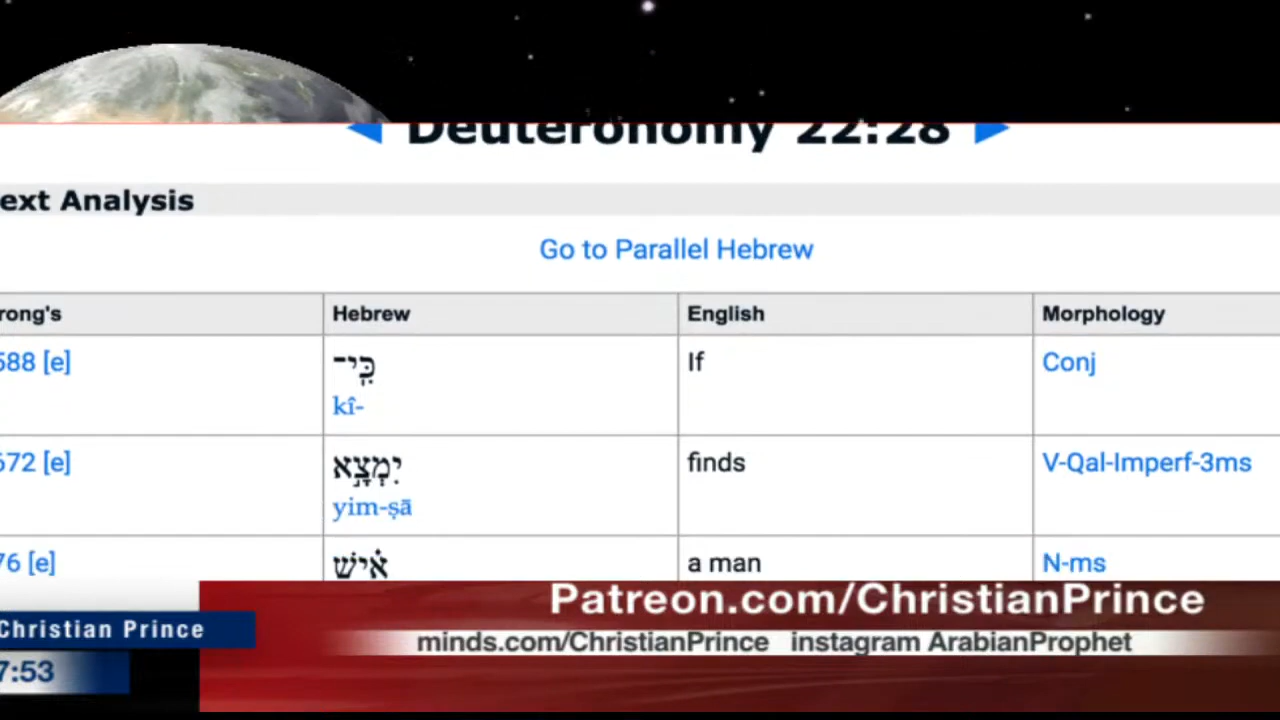 ◄ Deuteronomy 22:28 ►
ext Analysis
Go to Parallel Hebrew
rong's Hebrew English Morphology
588 [e] כִּֽי־ If Conj
kî-
672 [e] יִמְצָ֣א finds V-Qal-Imperf-3ms
yim-ṣā
76 [e] אִ֗ישׁ a man N-ms
Patreon.com/ChristianPrince
Christian Prince
minds.com/ChristianPrince instagram ArabianProphet
7:53